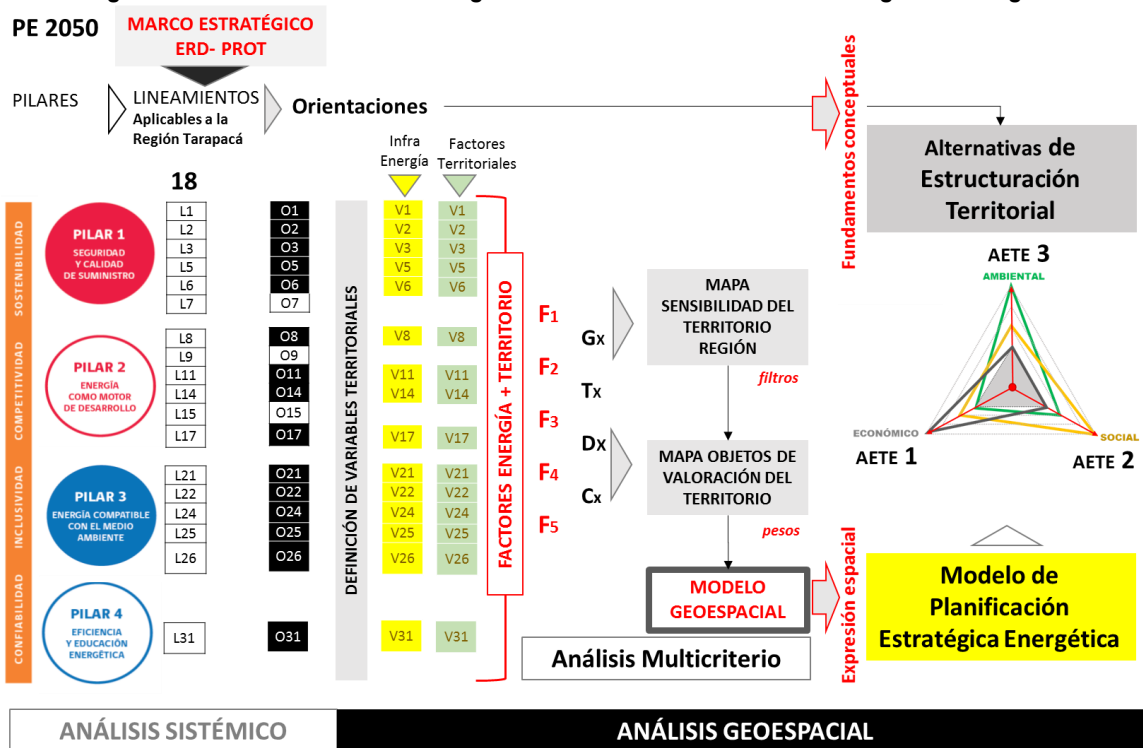 PE 2050
MARCO ESTRATÉGICO
ERD- PROT
PILARES
LINEAMIENTOS
Aplicables a la
Región Tarapacá
Orientaciones
Infra
Energía
Factores
Territoriales
18
SOSTENIBILIDAD
COMPETITIVIDAD
INCLUSIVIDAD
CONFIABILIDAD
PILAR 1
SEGURIDAD
Y CALIDAD
DE SUMINISTRO
L1 O1 V1 V1
L2 O2 V2 V2
L3 O3 V3 V3
L5 O5 V5 V5
L6 O6 V6 V6
L7 O7
PILAR 2
ENERGÍA
COMO MOTOR
DE DESARROLLO
L8 O8 V8 V8
L9 O9
L11 O11 V11 V11
L14 O14 V14 V14
L15 O15
L17 O17 V17 V17
PILAR 3
ENERGÍA COMPATIBLE
CON EL MEDIO
AMBIENTE
L21 O21 V21 V21
L22 O22 V22 V22
L24 O24 V24 V24
L25 O25 V25 V25
L26 O26 V26 V26
PILAR 4
EFICIENCIA
Y EDUCACIÓN
ENERGÉTICA
L31 O31 V31 V31
DEFINICIÓN DE VARIABLES TERRITORIALES
FACTORES ENERGÍA + TERRITORIO
F1
F2
F3
F4
F5
Gx
Tx
Dx
Cx
MAPA
SENSIBILIDAD DEL
TERRITORIO
REGIÓN
filtros
MAPA OBJETOS DE
VALORACIÓN DEL
TERRITORIO
pesos
MODELO
GEOESPACIAL
Análisis Multicriterio
Fundamentos conceptuales
Expresión espacial
Alternativas de
Estructuración
Territorial
AETE 3
AMBIENTAL
ECONÓMICO
AETE 1
SOCIAL
AETE 2
Modelo de
Planificación
Estratégica Energética
ANÁLISIS SISTÉMICO
ANÁLISIS GEOESPACIAL